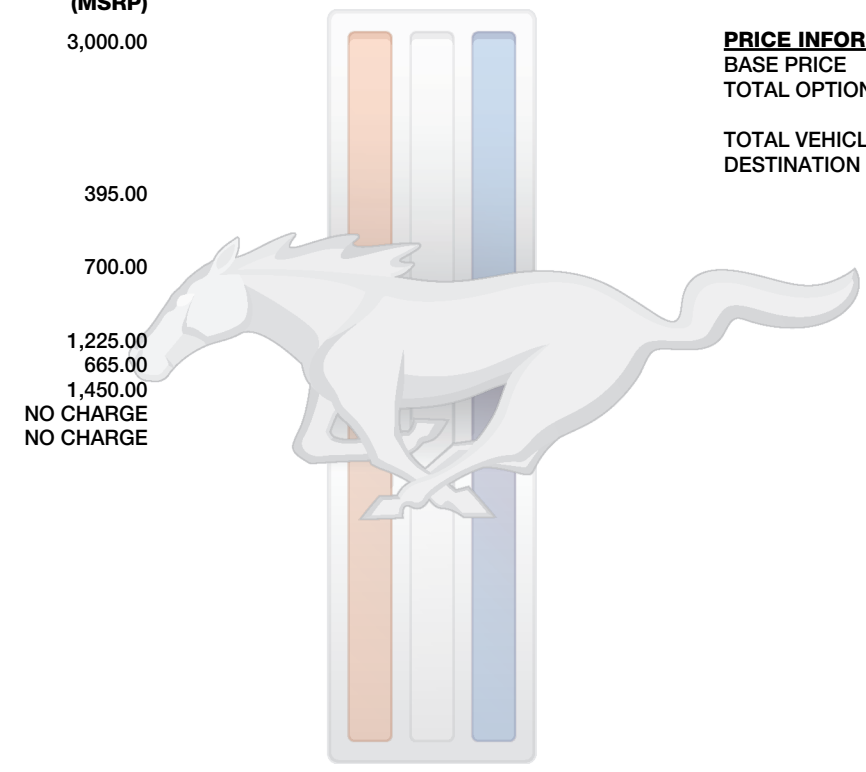 (MSRP)
3,000.00
395.00
700.00
1,225.00
665.00
1,450.00
NO CHARGE
NO CHARGE
PRICE INFOR
BASE PRICE
TOTAL OPTION
TOTAL VEHICL
DESTINATION